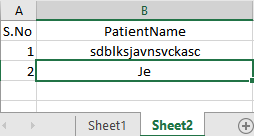 A B
S.No PatientName
1 sdblksjavnsvckasc
2 Je
Sheet1 Sheet2